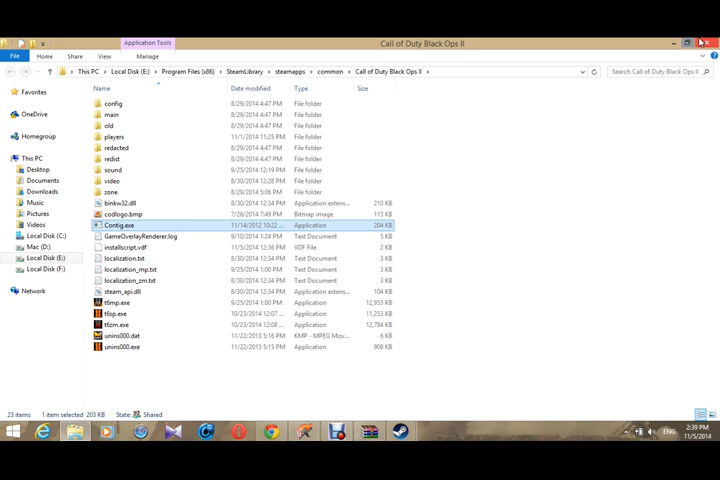 Application Tools
Call of Duty Black Ops II
File Home Share View Manage
This PC Local Disk (E:) Program Files (x86) SteamLibrary steamapps common Call of Duty Black Ops II
Search Call of Duty Black Ops II
Name Date modified Type Size
Favorites
OneDrive
Homegroup
This PC
Desktop
Documents
Downloads
Music
Pictures
Videos
Local Disk (C:)
Mac (D:)
Local Disk (E:)
Local Disk (F:)
Network
config 8/29/2014 4:47 PM File folder
main 8/29/2014 4:47 PM File folder
old 8/29/2014 4:47 PM File folder
players 11/1/2014 11:25 PM File folder
redacted 8/29/2014 4:47 PM File folder
redist 8/29/2014 4:47 PM File folder
sound 9/25/2014 12:19 PM File folder
video 8/30/2014 12:28 PM File folder
zone 8/29/2014 5:06 PM File folder
binkw32.dll 8/30/2014 12:34 PM Application extens... 210 KB
codlogo.bmp 7/26/2014 7:49 PM Bitmap image 113 KB
Contig.exe 11/14/2012 10:22 ... Application 204 KB
GameOverlayRenderer.log 9/10/2014 1:24 PM Text Document 5 KB
installscript.vdf 11/5/2014 12:36 PM VDF File 2 KB
localization.txt 8/30/2014 12:34 PM Text Document 3 KB
localization_mp.txt 9/25/2014 1:00 PM Text Document 3 KB
localization_zm.txt 8/30/2014 12:34 PM Text Document 3 KB
steam_api.dll 8/30/2014 12:34 PM Application extens... 104 KB
t6mp.exe 9/25/2014 1:00 PM Application 12,953 KB
t6sp.exe 10/23/2014 12:07 ... Application 11,253 KB
t6zm.exe 10/23/2014 12:08 ... Application 12,784 KB
unins000.dat 11/22/2013 5:16 PM KMP - MPEG Mov... 6 KB
unins000.exe 11/22/2013 5:15 PM Application 908 KB
23 items 1 item selected 203 KB State: Shared
ENG 2:39 PM
11/5/2014